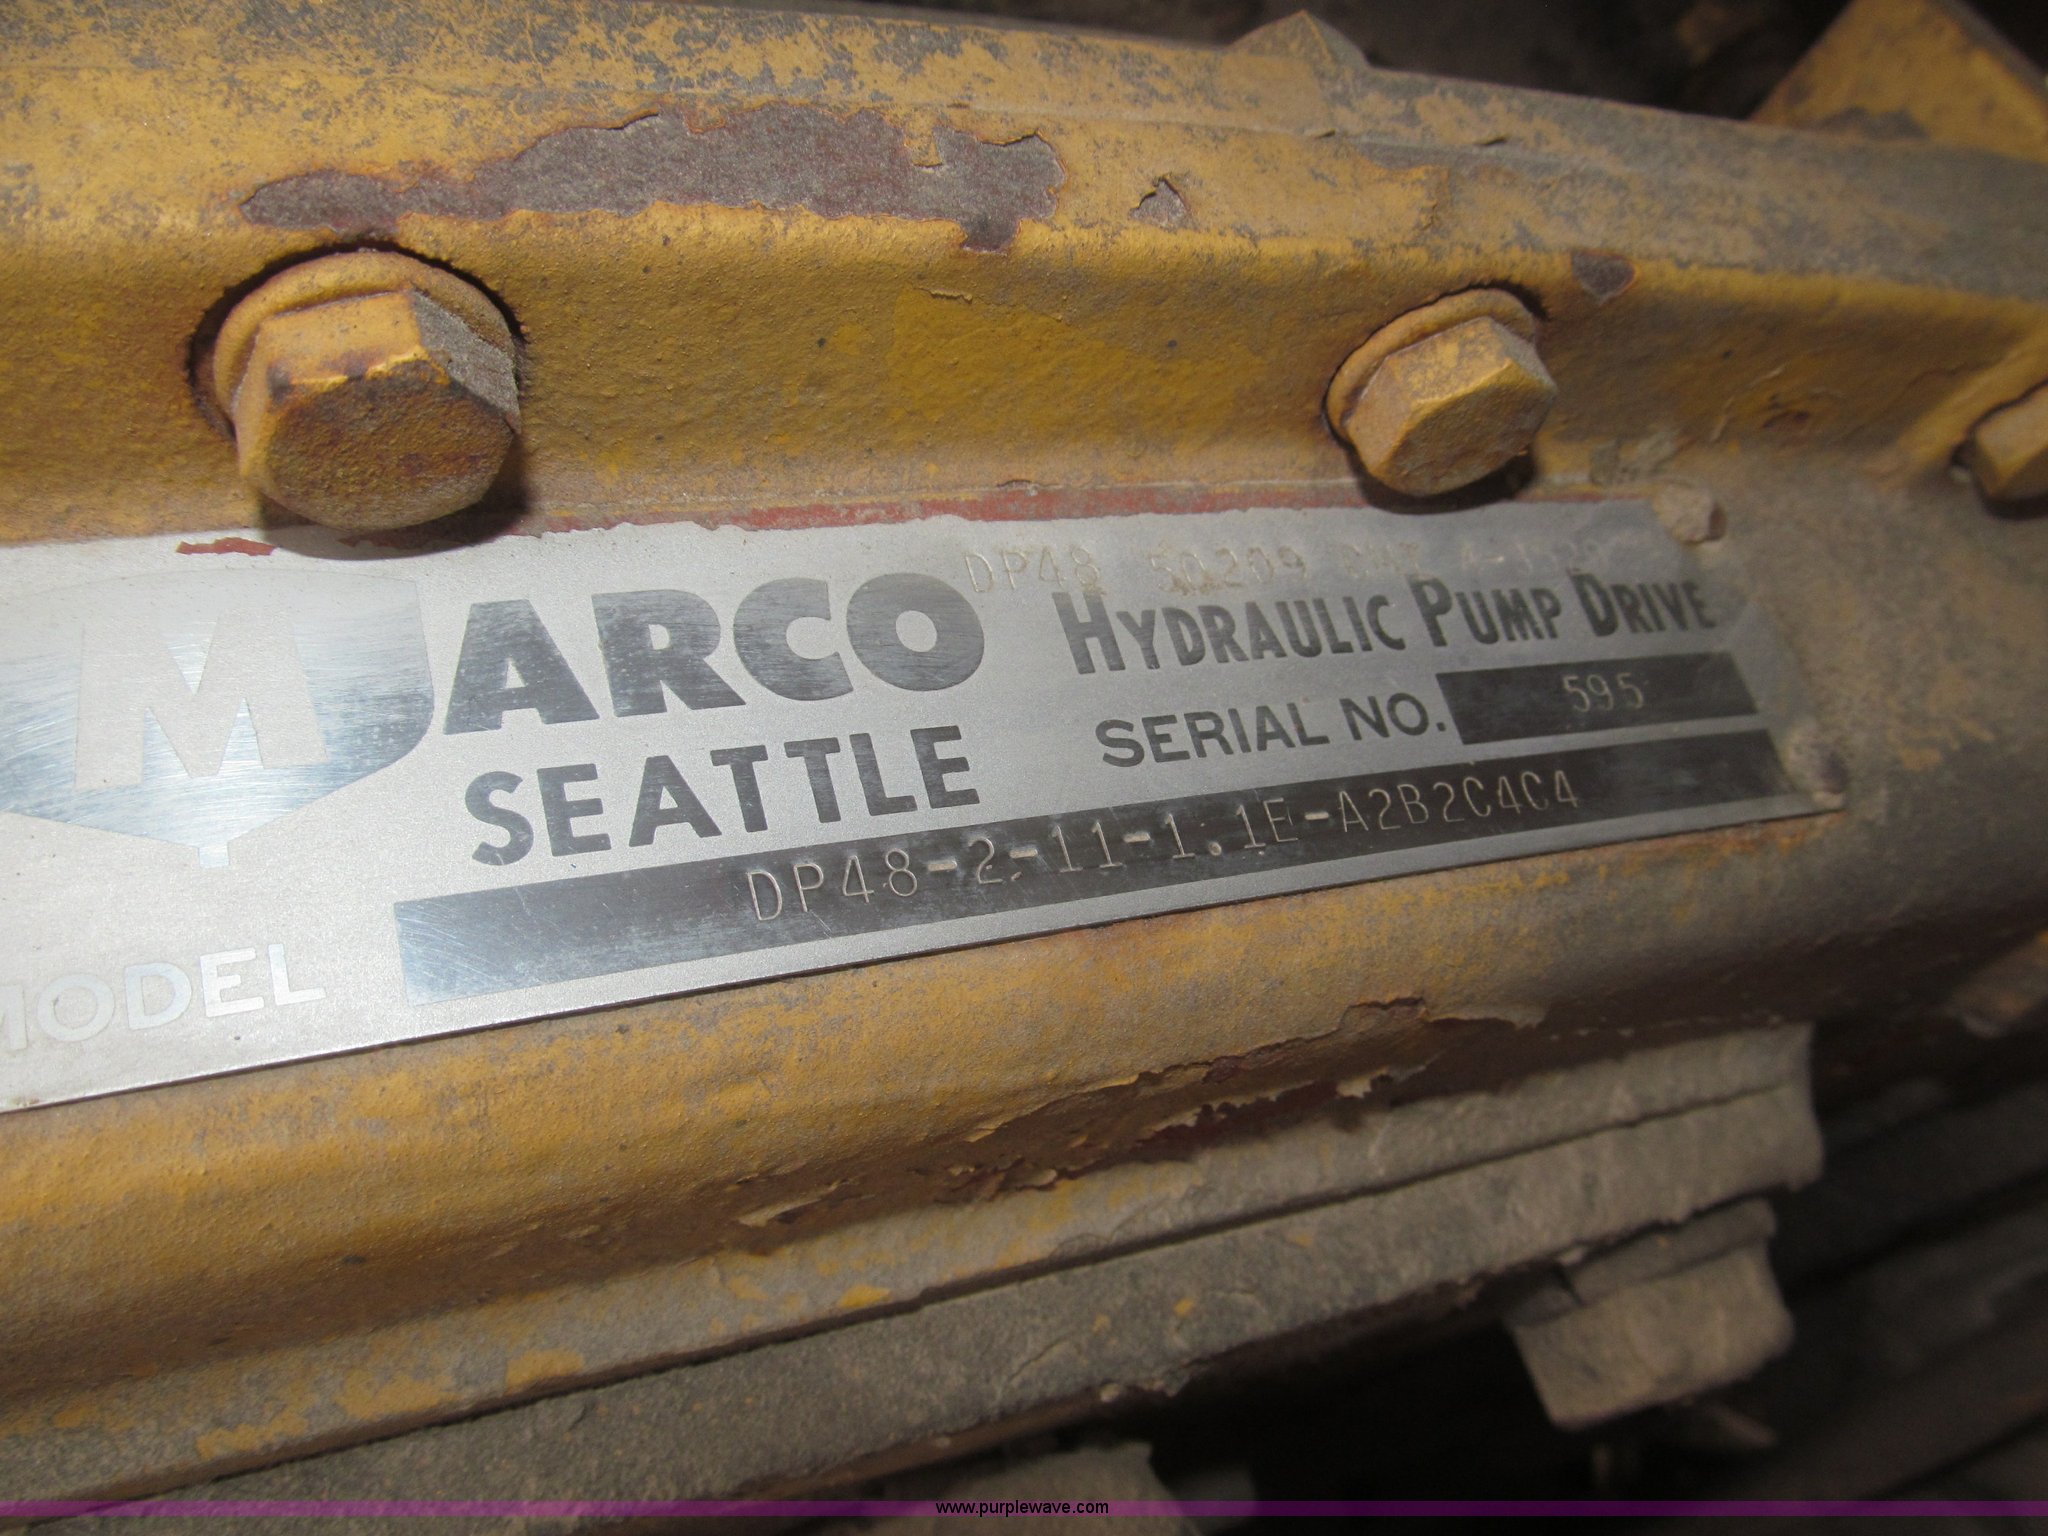 DP48 50209
MARCO HYDRAULIC PUMP DRIVE
SEATTLE SERIAL NO. 595
MODEL DP48-2-11-1.1E-A2B2C4C4
www.purplewave.com